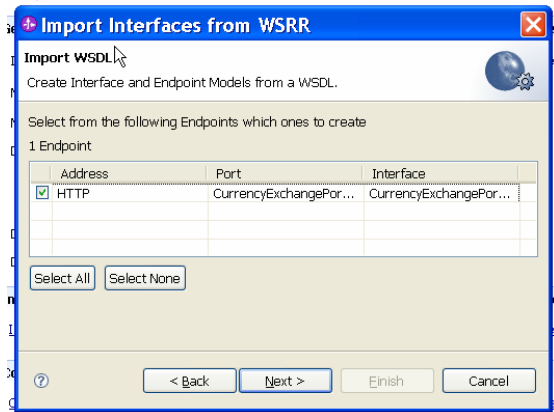 Import Interfaces from WSRR
Import WSDL
Create Interface and Endpoint Models from a WSDL.
Select from the following Endpoints which ones to create
1 Endpoint
Address Port Interface
HTTP CurrencyExchangePor... CurrencyExchangePor...
Select All Select None
< Back Next > Finish Cancel